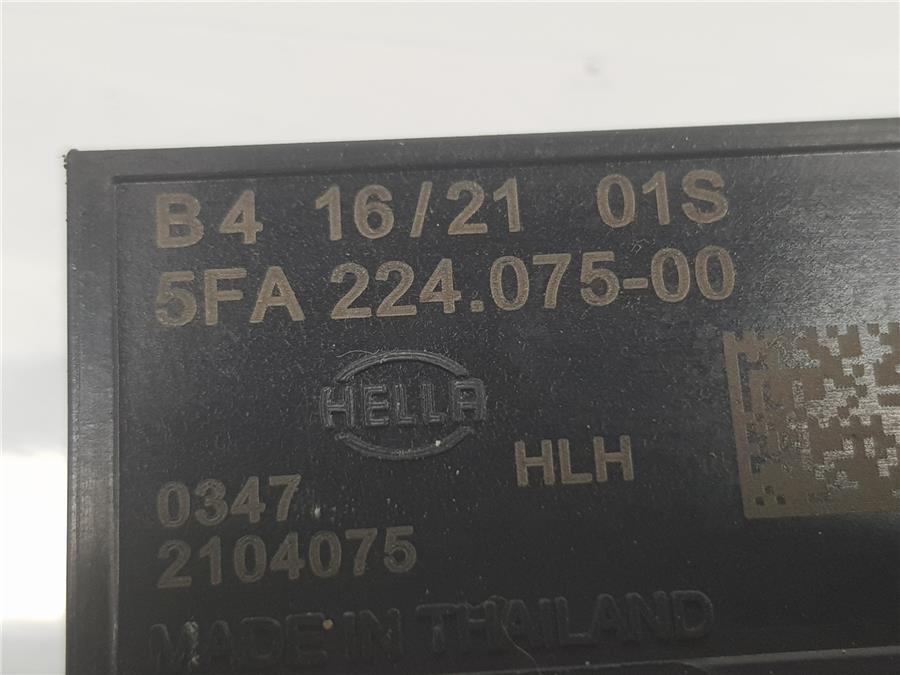 B4 16/21 01S
5FA 224.075-00
HELLA
HLH
0347
2104075
MADE IN THAILAND